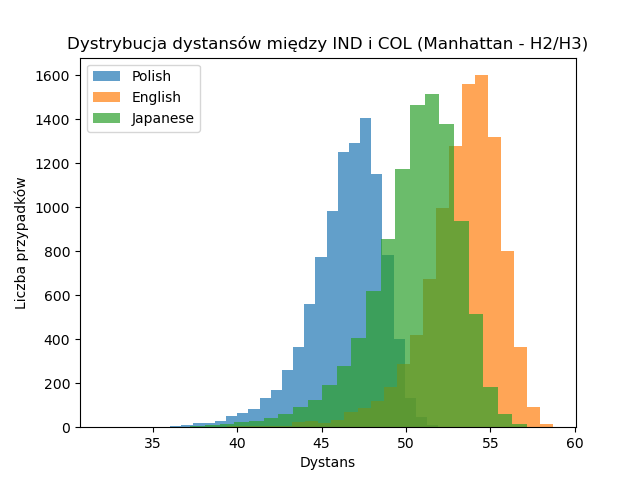 Dystrybucja dystansów między IND i COL (Manhattan - H2/H3)
Polish
English
Japanese
1600
1400
1200
1000
800
600
400
200
0
Liczba przypadków
35
40
45
50
55
60
Dystans